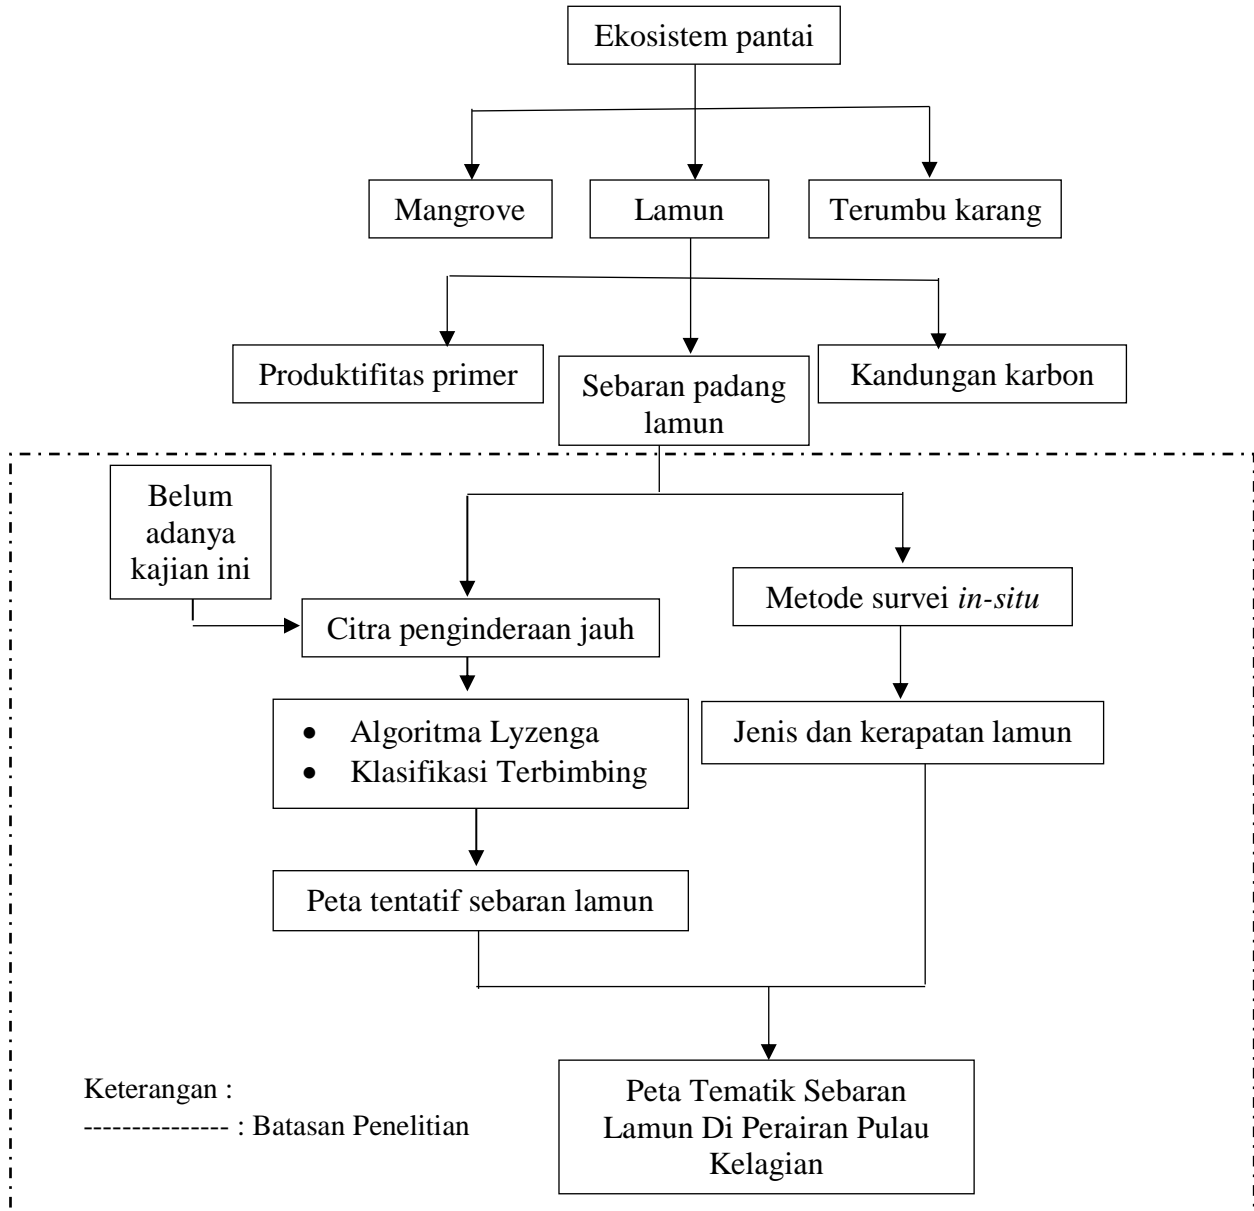 Ekosistem pantai
Mangrove
Lamun
Terumbu karang
Produktifitas primer
Sebaran padang
lamun
Kandungan karbon
Belum
adanya
kajian ini
Citra penginderaan jauh
Metode survei in-situ
• Algoritma Lyzenga
• Klasifikasi Terbimbing
Jenis dan kerapatan lamun
Peta tentatif sebaran lamun
Peta Tematik Sebaran
Lamun Di Perairan Pulau
Kelagian
Keterangan :
--------------- : Batasan Penelitian